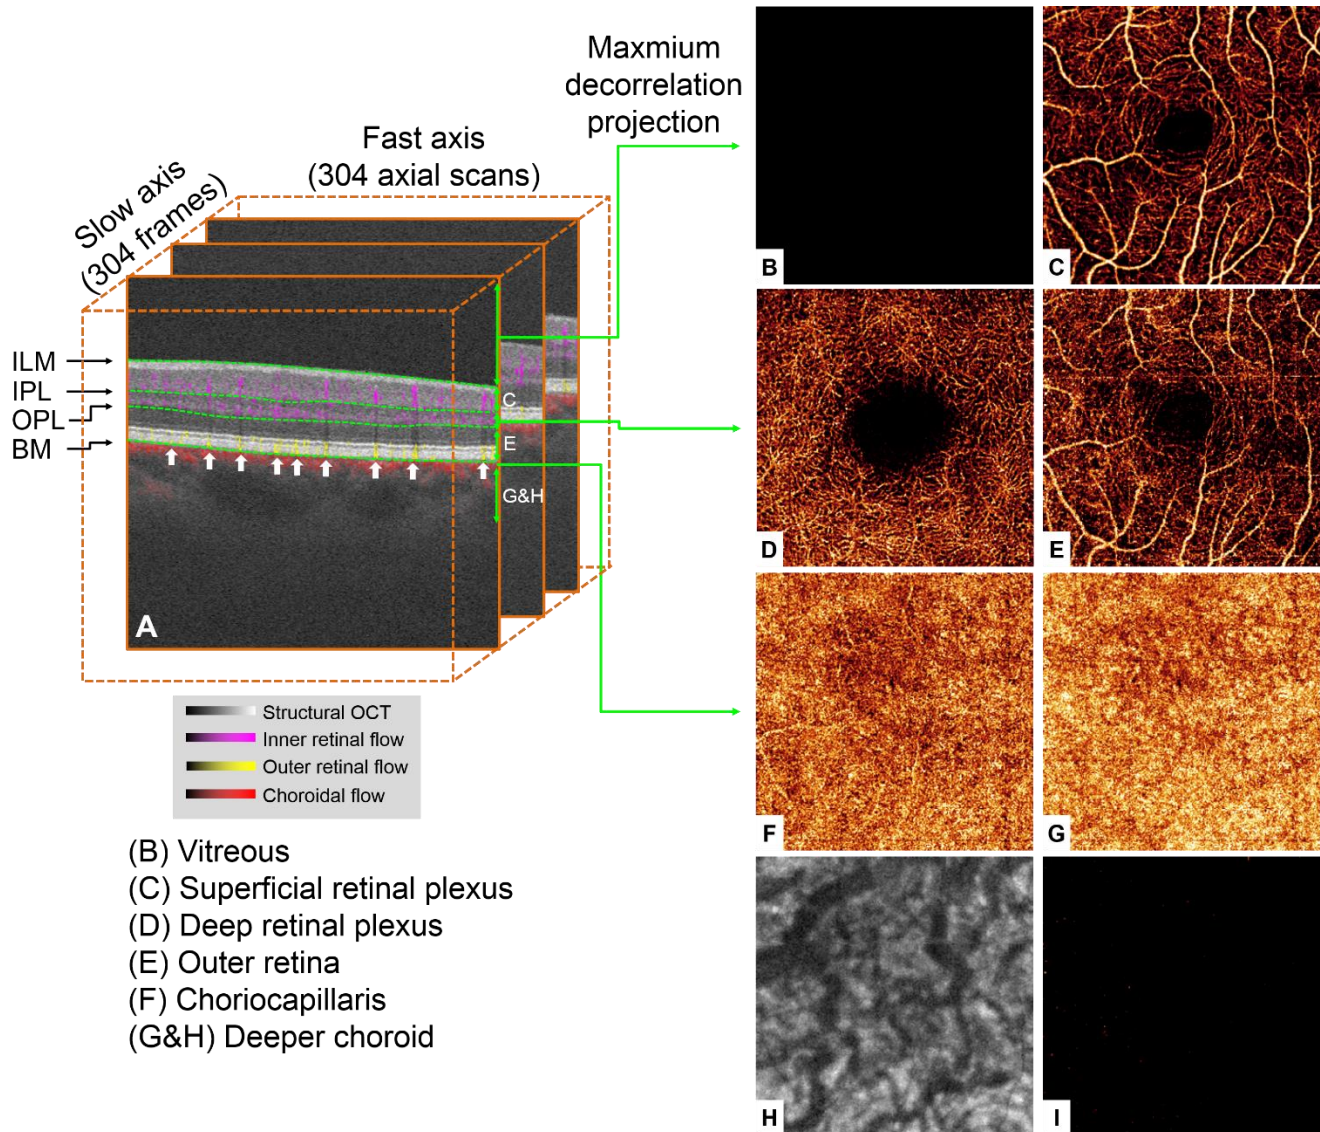 Maxmium
decorrelation
projection
Fast axis
(304 axial scans)
Slow axis
(304 frames)
ILM
IPL
OPL
BM
C
E
G&H
A
Structural OCT
Inner retinal flow
Outer retinal flow
Choroidal flow
(B) Vitreous
(C) Superficial retinal plexus
(D) Deep retinal plexus
(E) Outer retina
(F) Choriocapillaris
(G&H) Deeper choroid
B
C
D
E
F
G
H
I